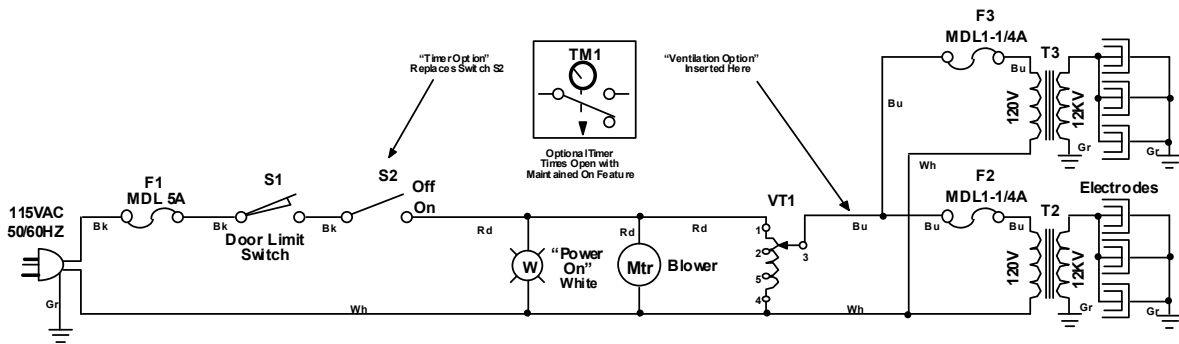 F3
MDL1-1/4A
T3
Bu
120V
12KV
Gr
Gr
"Timer Option"
Replaces Switch S2
TM1
"Ventilation Option"
Inserted Here
Bu
Wh
Optional Timer
Times Open with
Maintained On Feature
F1
MDL 5A
S1
S2
Off
On
VT1
F2
MDL1-1/4A
Electrodes
T2
115VAC
50/60HZ
Bk
Bk
Bk
Door Limit
Switch
Rd
Rd
Rd
1
2
5
4
3
Bu
Bu
Bu
W
"Power
On"
White
Mtr
Blower
120V
12KV
Gr
Gr
Gr
Wh
Wh